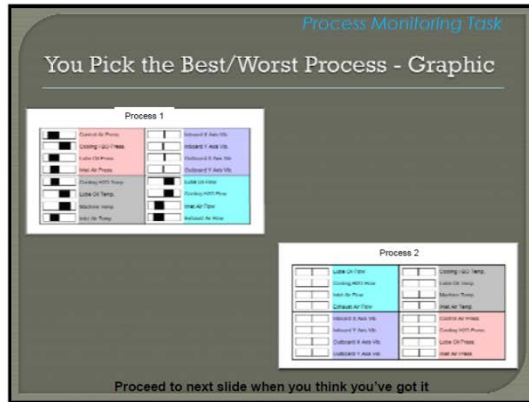 Process Monitoring Task
You Pick the Best/Worst Process - Graphic
Process 1
Control Air Press.
Inboard X Axis Vib.
Cooling H2O Press.
Inboard Y Axis Vib.
Lube Oil Press.
Outboard X Axis Vib.
Inlet Air Press.
Outboard Y Axis Vib.
Cooling H2O Temp.
Lube Oil Flow
Lube Oil Temp.
Cooling H2O Flow
Machine Temp.
Inlet Air Flow
Inlet Air Temp.
Exhaust Air Flow
Process 2
Lube Oil Flow
Cooling H2O Temp.
Cooling H2O Flow
Lube Oil Temp.
Inlet Air Flow
Machine Temp.
Exhaust Air Flow
Inlet Air Temp.
Inboard X Axis Vib.
Control Air Press.
Inboard Y Axis Vib.
Cooling H2O Press.
Outboard X Axis Vib.
Lube Oil Press.
Outboard Y Axis Vib.
Inlet Air Press.
Proceed to next slide when you think you've got it